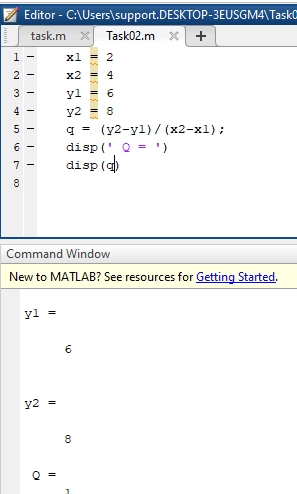 Editor - C:\Users\support.DESKTOP-3EUSGM4\Task0
task.m × Task02.m × +
1 - x1 = 2
2 - x2 = 4
3 - y1 = 6
4 - y2 = 8
5 - q = (y2-y1)/(x2-x1);
6 - disp(' Q = ')
7 - disp(q)
8
Command Window
New to MATLAB? See resources for Getting Started.
y1 =
6
y2 =
8
Q =
1